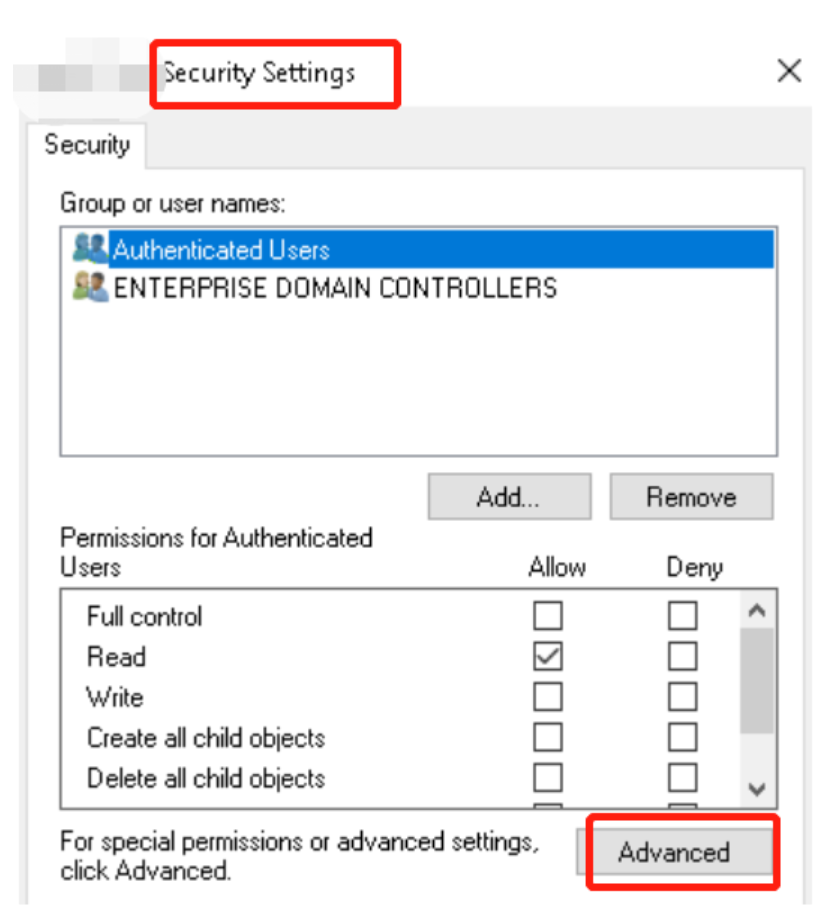 Security Settings
Security
Group or user names:
Authenticated Users
ENTERPRISE DOMAIN CONTROLLERS
Add... Remove
Permissions for Authenticated
Users Allow Deny
Full control
Read
Write
Create all child objects
Delete all child objects
For special permissions or advanced settings,
click Advanced.
Advanced